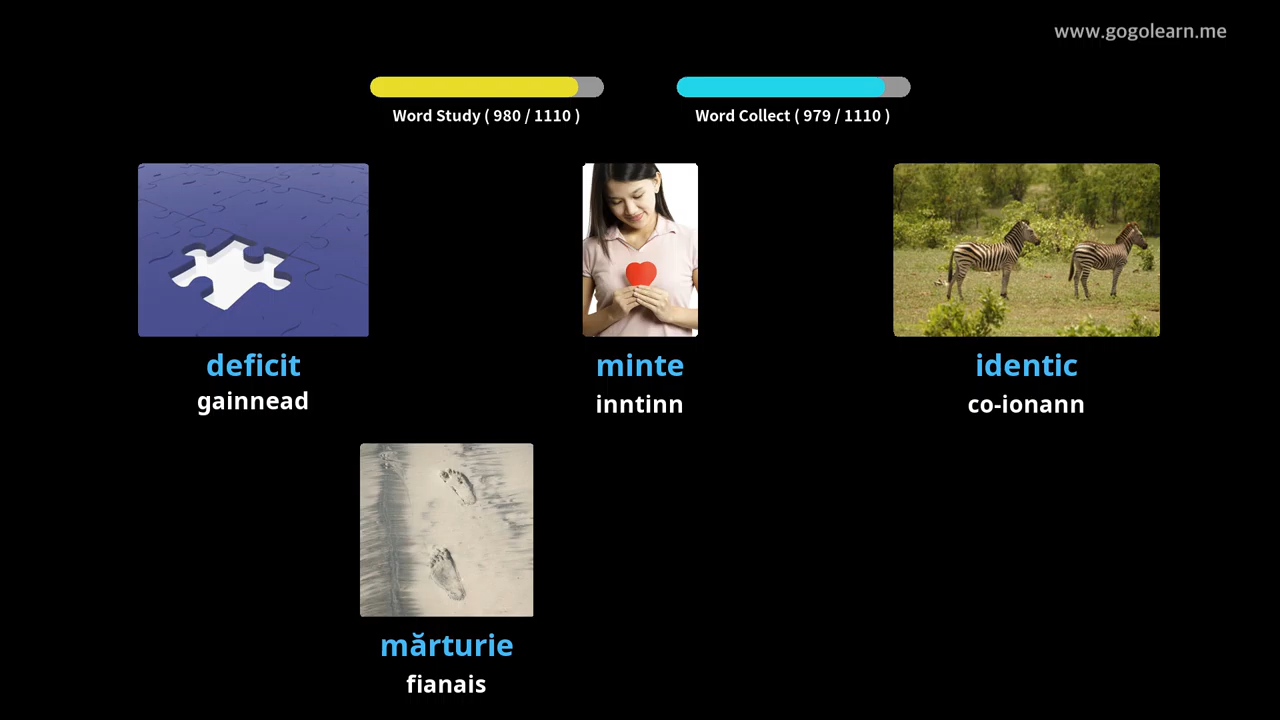 www.gogolearn.me
Word Study ( 980 / 1110 )
Word Collect ( 979 / 1110 )
deficit
gainnead
minte
inntinn
identic
co-ionann
mărturie
fianais